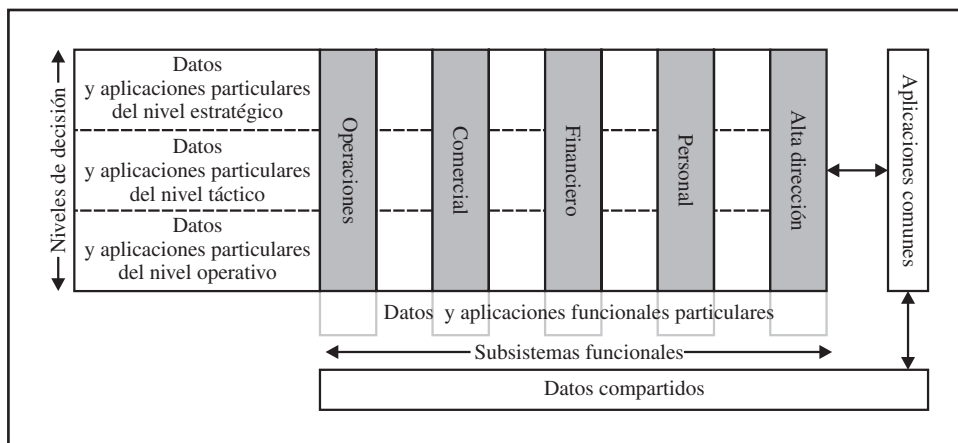 Niveles de decisión
Datos
y aplicaciones particulares
del nivel estratégico
Datos
y aplicaciones particulares
del nivel táctico
Datos
y aplicaciones particulares
del nivel operativo
Operaciones
Comercial
Financiero
Personal
Alta dirección
Aplicaciones comunes
Datos y aplicaciones funcionales particulares
Subsistemas funcionales
Datos compartidos